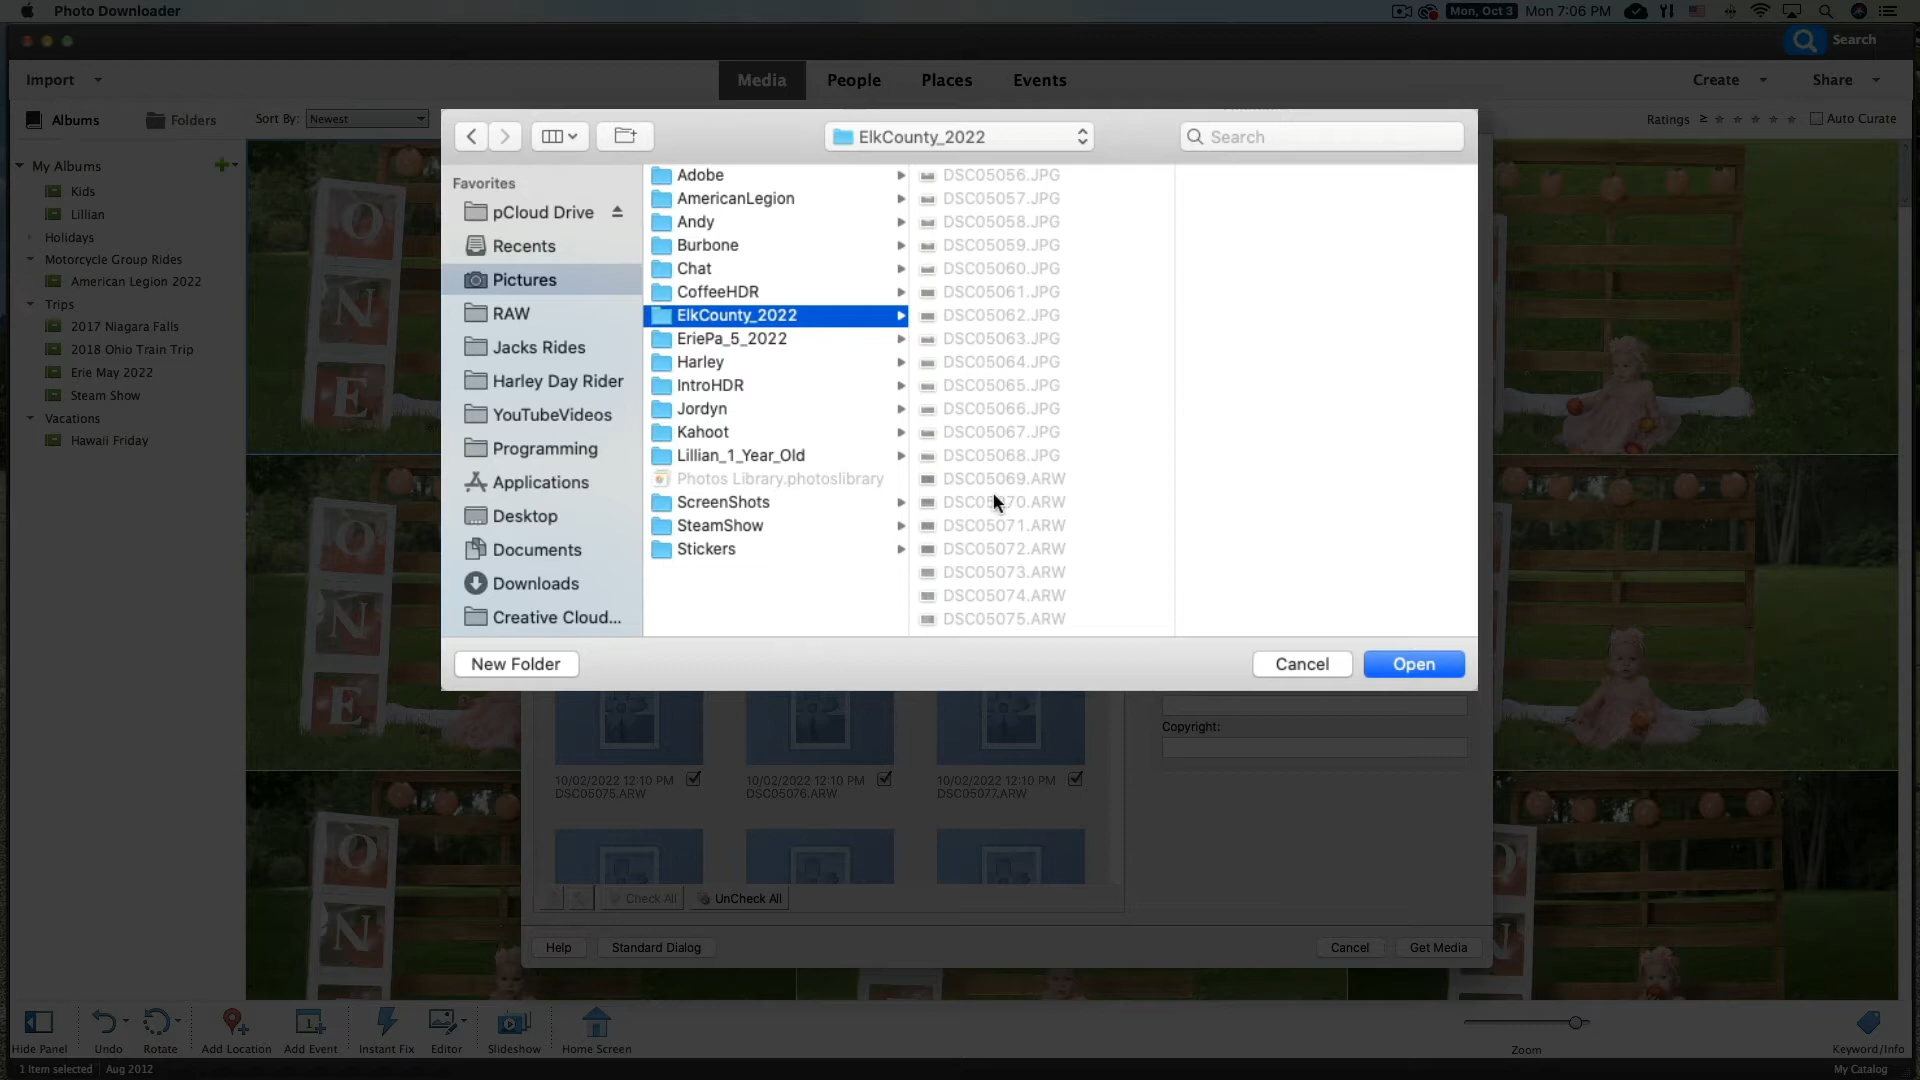 Photo Downloader
Mon, Oct 3 Mon 7:06 PM
Search
Import
Media People Places Events
Create Share
Albums Folders Sort By: Newest
Ratings ≥ Auto Curate
My Albums
Kids
Lillian
Holidays
Motorcycle Group Rides
American Legion 2022
Trips
2017 Niagara Falls
2018 Ohio Train Trip
Erie May 2022
Steam Show
Vacations
Hawaii Friday
ElkCounty_2022
Search
Favorites
pCloud Drive
Recents
Pictures
RAW
Jacks Rides
Harley Day Rider
YouTubeVideos
Programming
Applications
Desktop
Documents
Downloads
Creative Cloud...
Adobe
AmericanLegion
Andy
Burbone
Chat
CoffeeHDR
ElkCounty_2022
EriePa_5_2022
Harley
IntroHDR
Jordyn
Kahoot
Lillian_1_Year_Old
Photos Library.photoslibrary
ScreenShots
SteamShow
Stickers
DSC05056.JPG
DSC05057.JPG
DSC05058.JPG
DSC05059.JPG
DSC05060.JPG
DSC05061.JPG
DSC05062.JPG
DSC05063.JPG
DSC05064.JPG
DSC05065.JPG
DSC05066.JPG
DSC05067.JPG
DSC05068.JPG
DSC05069.ARW
DSC05070.ARW
DSC05071.ARW
DSC05072.ARW
DSC05073.ARW
DSC05074.ARW
DSC05075.ARW
New Folder
Cancel Open
Copyright:
10/02/2022 12:10 PM
DSC05075.ARW
10/02/2022 12:10 PM
DSC05076.ARW
10/02/2022 12:10 PM
DSC05077.ARW
Check All UnCheck All
Help Standard Dialog
Cancel Get Media
O
N
E
O
N
E
O
N
Hide Panel Undo Rotate Add Location Add Event Instant Fix Editor Slideshow Home Screen
Zoom Keyword/Info
1 Item selected Aug 2012
My Catalog